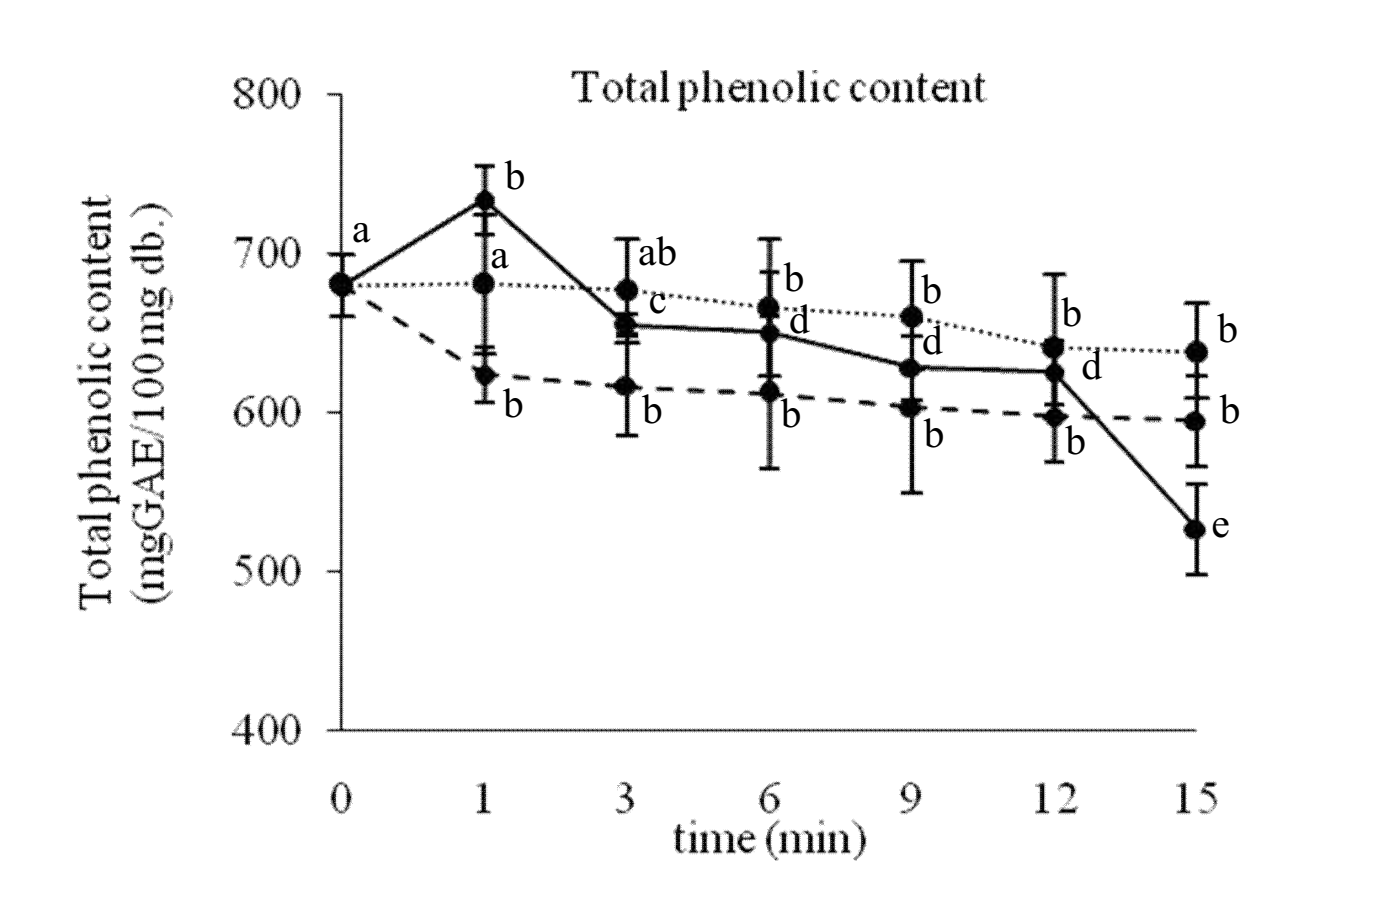 Total phenolic content
Total phenolic content
(mgGAE/100 mg db.)
800
700
600
500
400
a
b
a
b
ab
c
b
b
d
b
b
d
b
b
d
b
b
b
e
0 1 3 6 9 12 15
time (min)